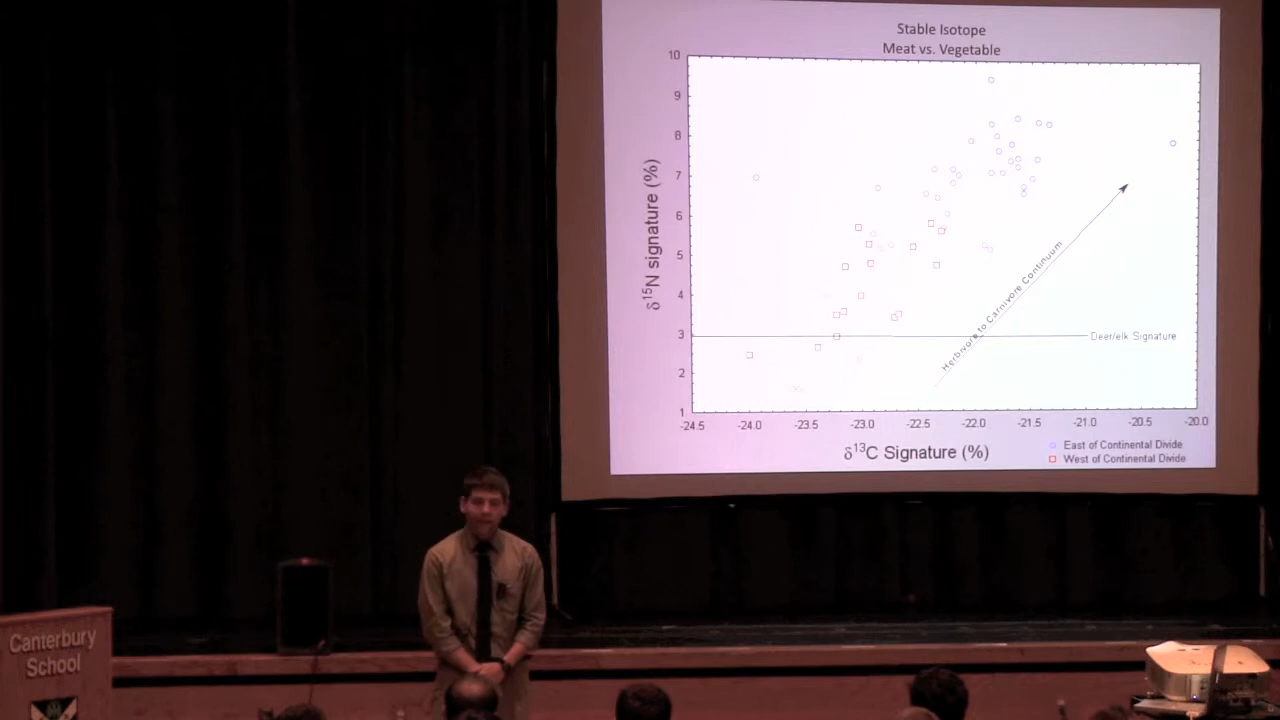 Stable Isotope
Meat vs. Vegetable
10
9
8
7
6
5
4
3
2
1
δ15N signature (%)
Herbivore to Carnivore Continuum
Deer/elk Signature
-24.5 -24.0 -23.5 -23.0 -22.5 -22.0 -21.5 -21.0 -20.5 -20.0
δ13C Signature (%)
East of Continental Divide
West of Continental Divide
Canterbury
School